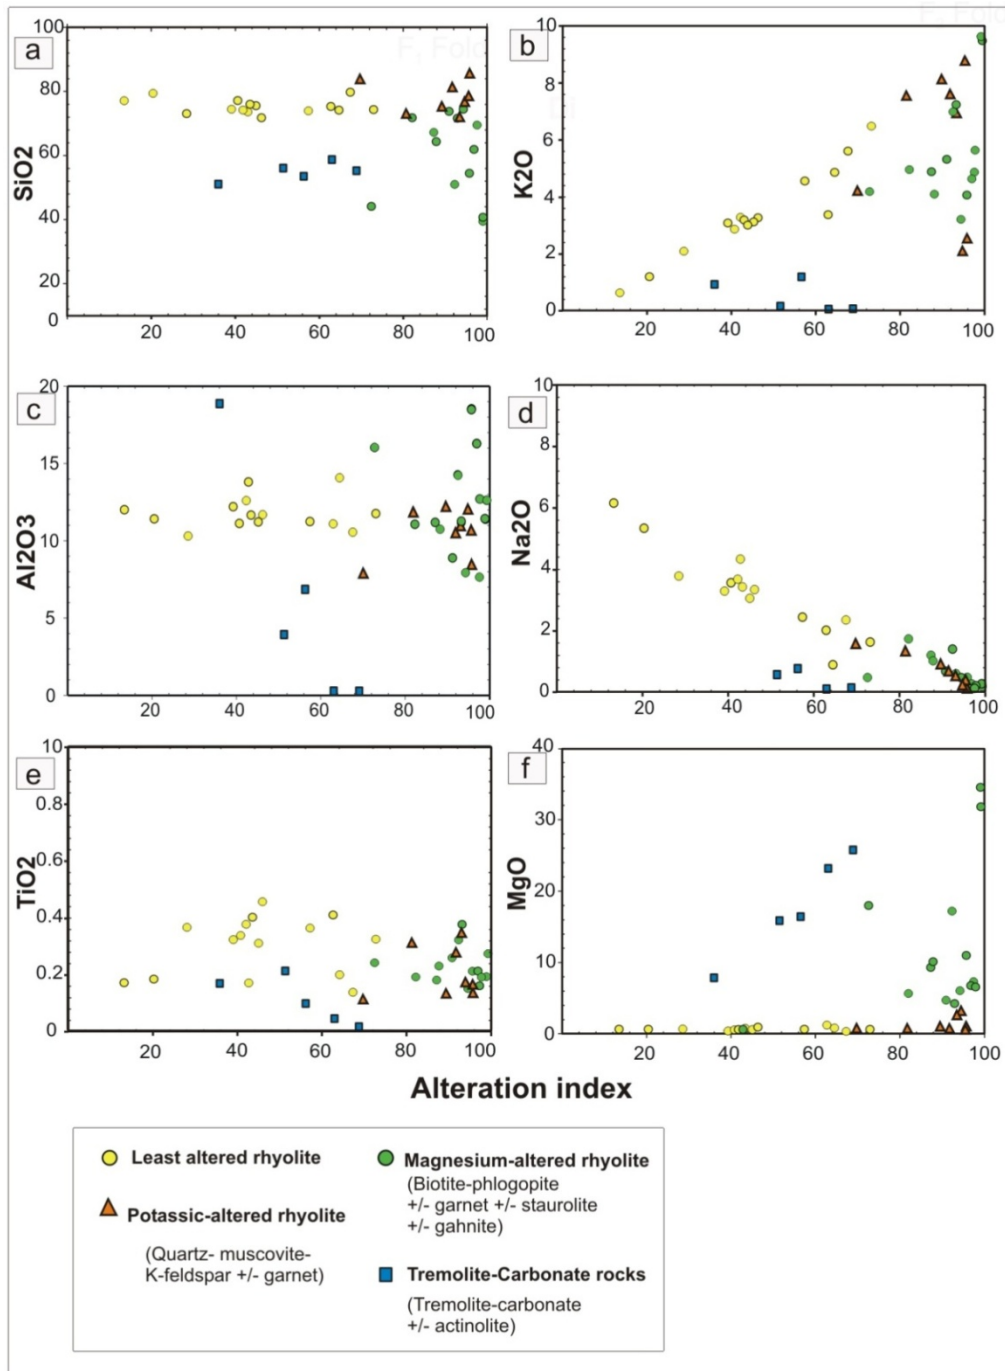 F, Fold
F, Fold
a
SiO2
100
80
60
40
20
0
20 40 60 80 100
b
K2O
10
8
6
4
2
0
20 40 60 80 100
c
Al2O3
20
15
10
5
0
20 40 60 80 100
d
Na2O
10
8
6
4
2
0
20 40 60 80 100
e
TiO2
10
0.8
0.6
0.4
0.2
0
20 40 60 80 100
f
MgO
40
30
20
10
0
20 40 60 80 100
Alteration index
Least altered rhyolite
Potassic-altered rhyolite
(Quartz- muscovite-
K-feldspar +/- garnet)
Magnesium-altered rhyolite
(Biotite-phlogopite
+/- garnet +/- staurolite
+/- gahnite)
Tremolite-Carbonate rocks
(Tremolite-carbonate
+/- actinolite)